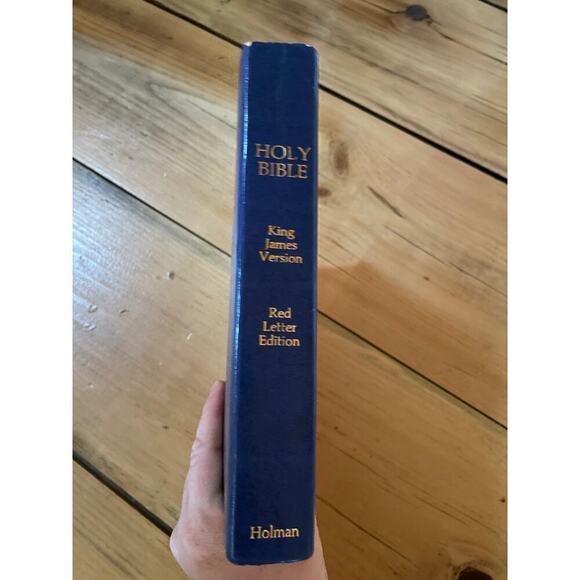 HOLY
BIBLE
King
James
Version
Red
Letter
Edition
Holman